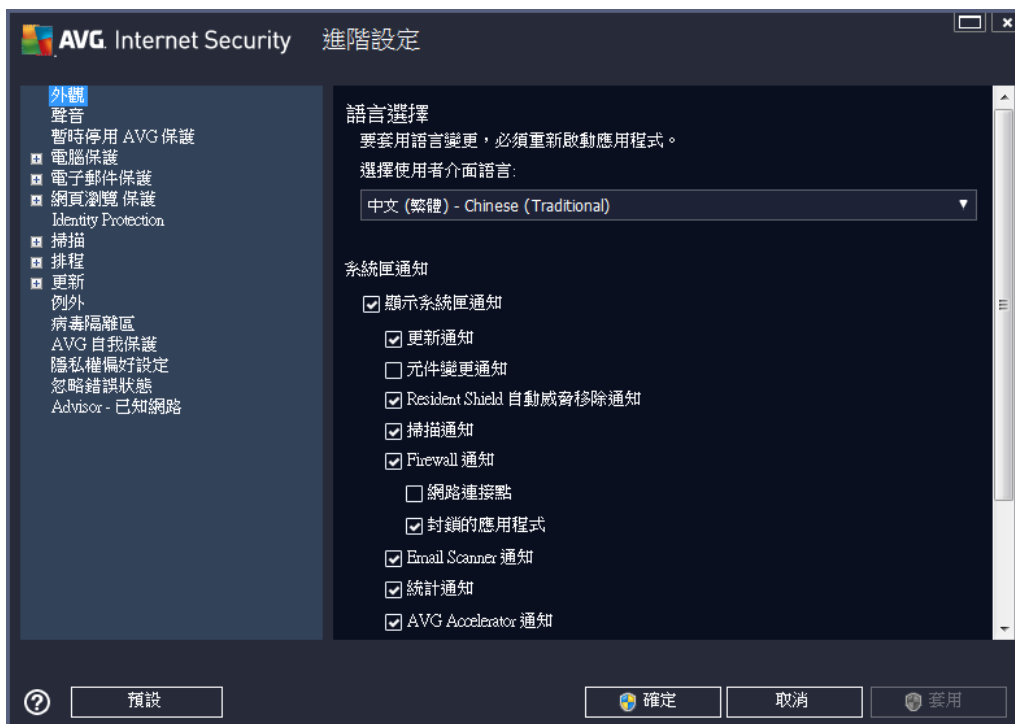 AVG. Internet Security 進階設定
外觀
聲音
暫時停用 AVG 保護
電腦保護
電子郵件保護
網頁瀏覽 保護
Identity Protection
掃描
排程
更新
例外
病毒隔離區
AVG 自我保護
隱私權偏好設定
忽略錯誤狀態
Advisor - 已知網路
語言選擇
要套用語言變更，必須重新啟動應用程式。
選擇使用者介面語言:
中文 (繁體) - Chinese (Traditional)
系統匣通知
顯示系統匣通知
更新通知
元件變更通知
Resident Shield 自動威脅移除通知
掃描通知
Firewall 通知
網路連接點
封鎖的應用程式
Email Scanner 通知
統計通知
AVG Accelerator 通知
預設
確定
取消
套用